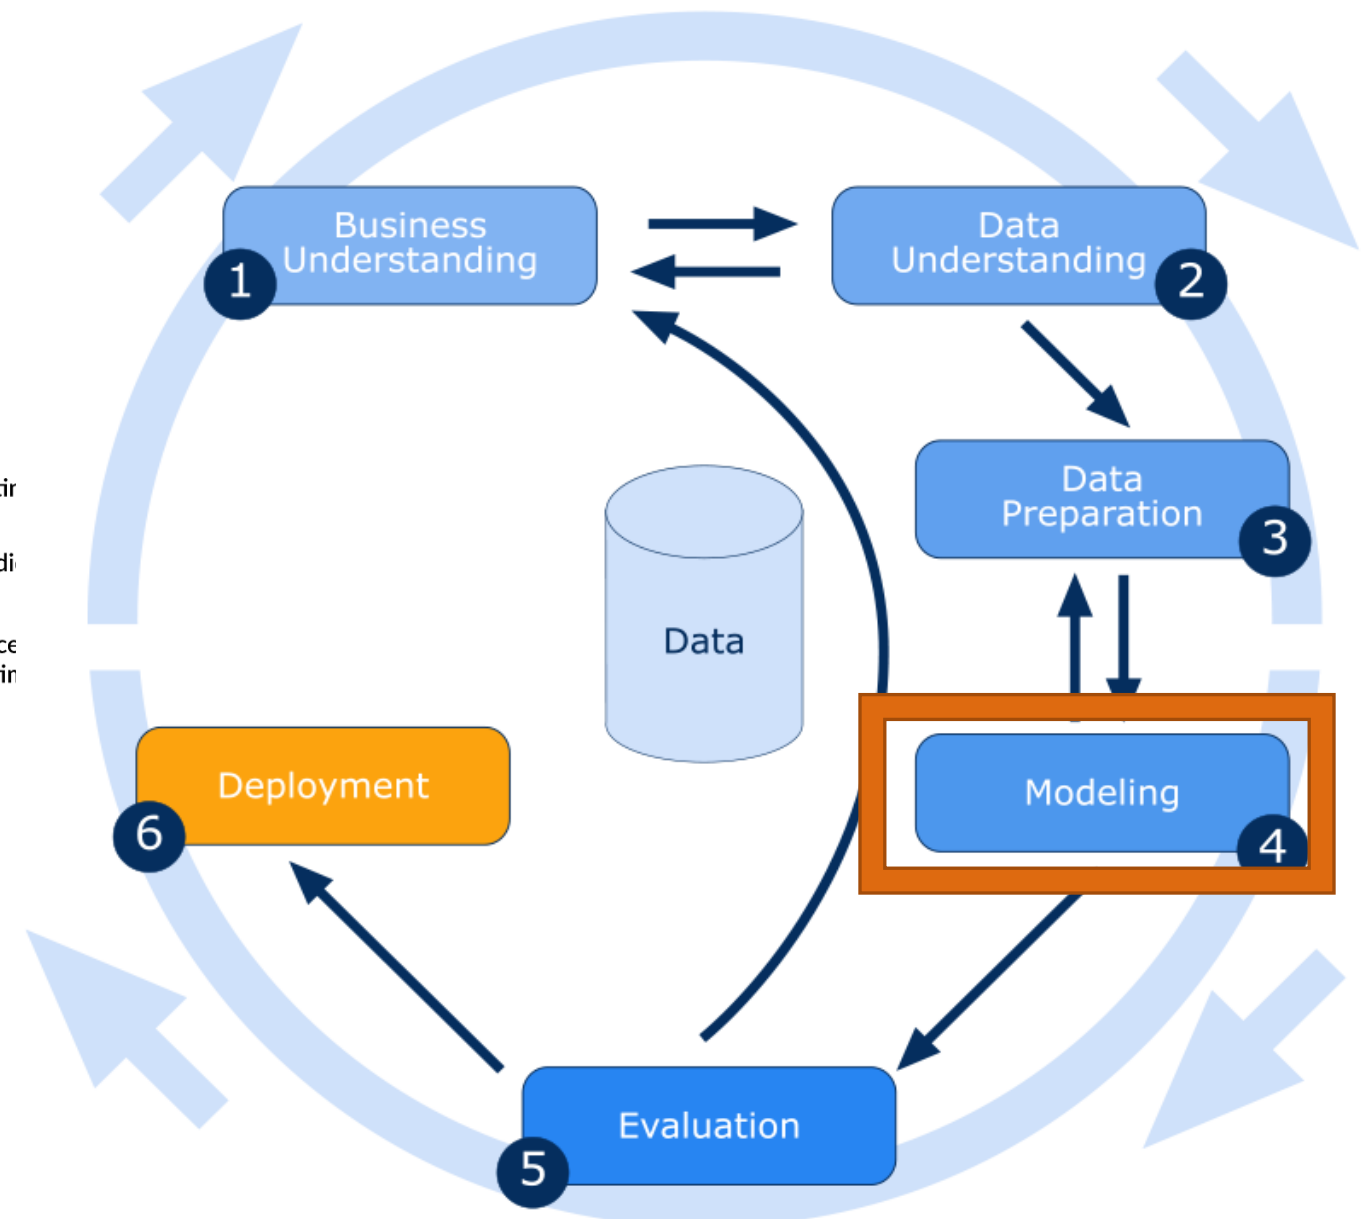 Business
Understanding
1
Data
Understanding
2
Data
Preparation
3
Data
Modeling
4
Deployment
6
Evaluation
5